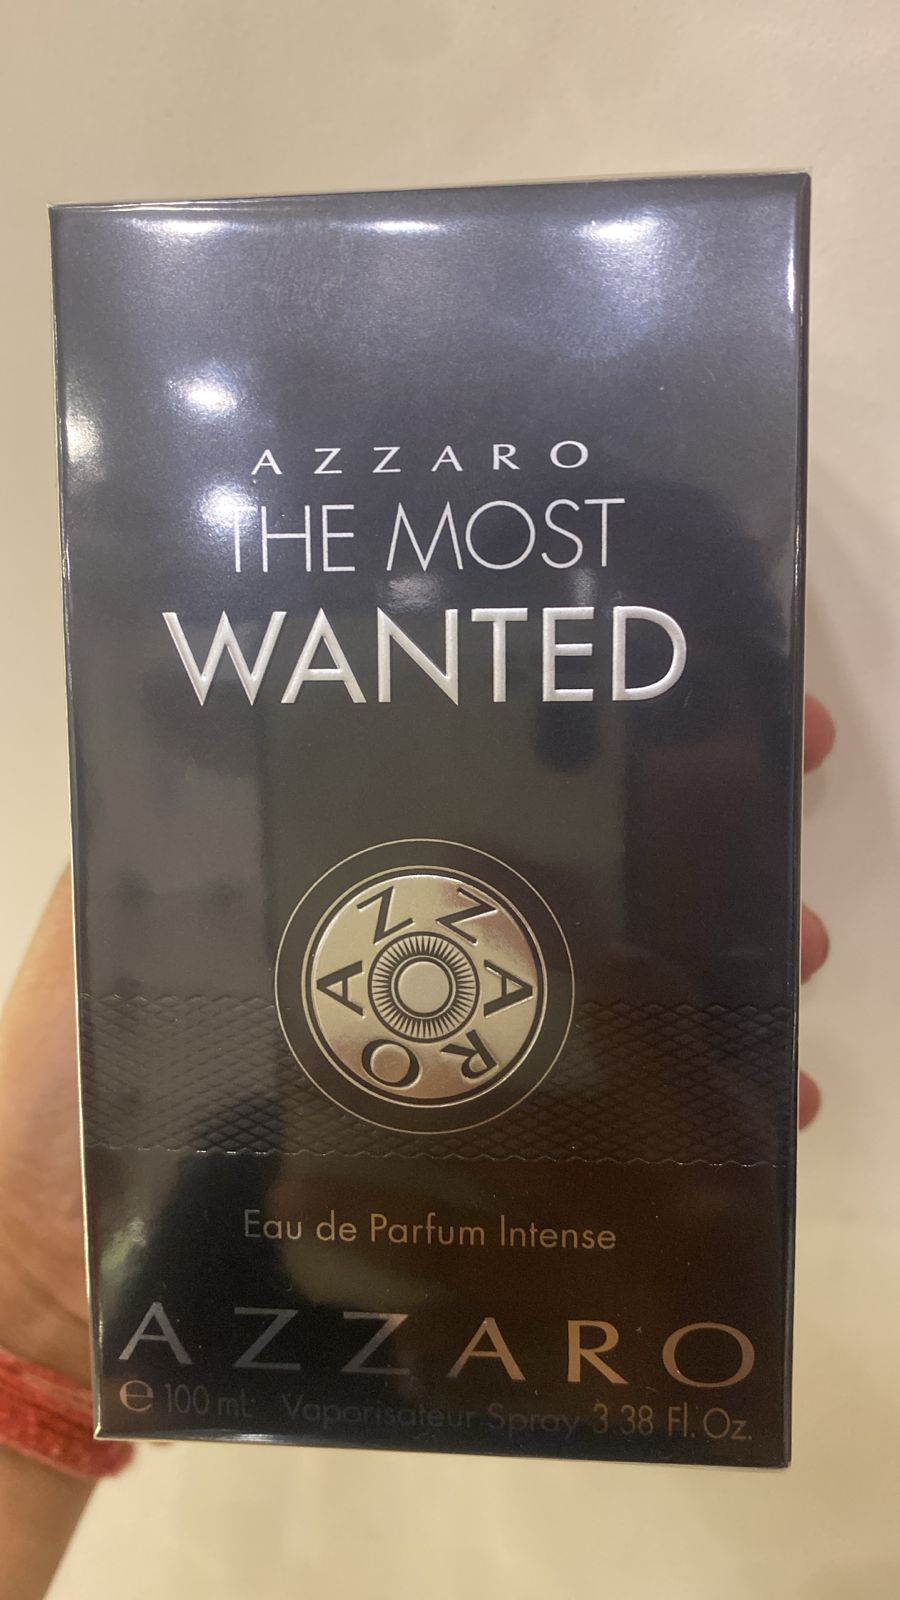 AZZARO
THE MOST
WANTED
AZZARO
Eau de Parfum Intense
AZZARO
e 100 mL Vaporisateur Spray 3.38 Fl. Oz.